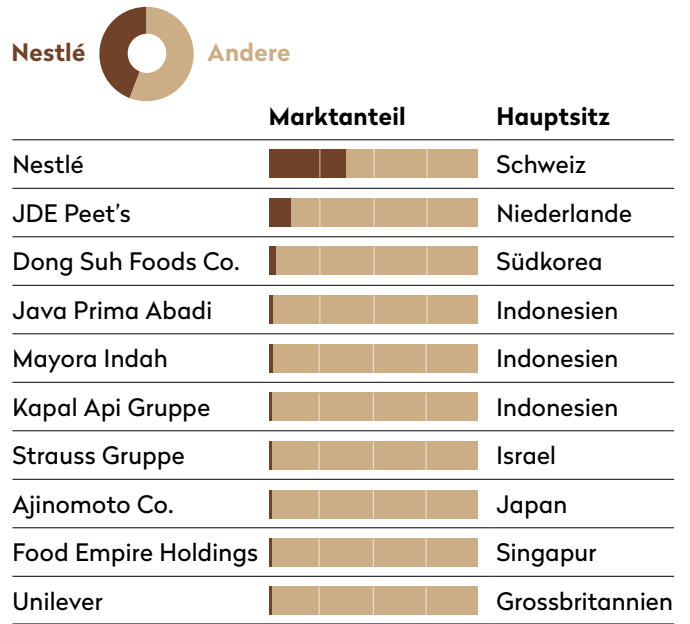 Nestlé Andere
Marktanteil Hauptsitz
Nestlé Schweiz
JDE Peet's Niederlande
Dong Suh Foods Co. Südkorea
Java Prima Abadi Indonesien
Mayora Indah Indonesien
Kapal Api Gruppe Indonesien
Strauss Gruppe Israel
Ajinomoto Co. Japan
Food Empire Holdings Singapur
Unilever Grossbritannien